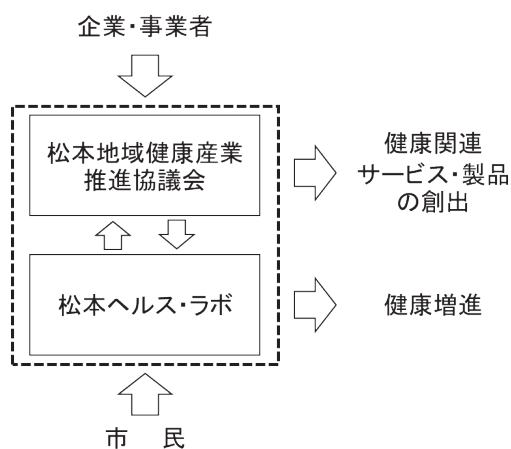 企業・事業者
松本地域健康産業
推進協議会
健康関連
サービス・製品
の創出
松本ヘルス・ラボ
健康増進
市　民